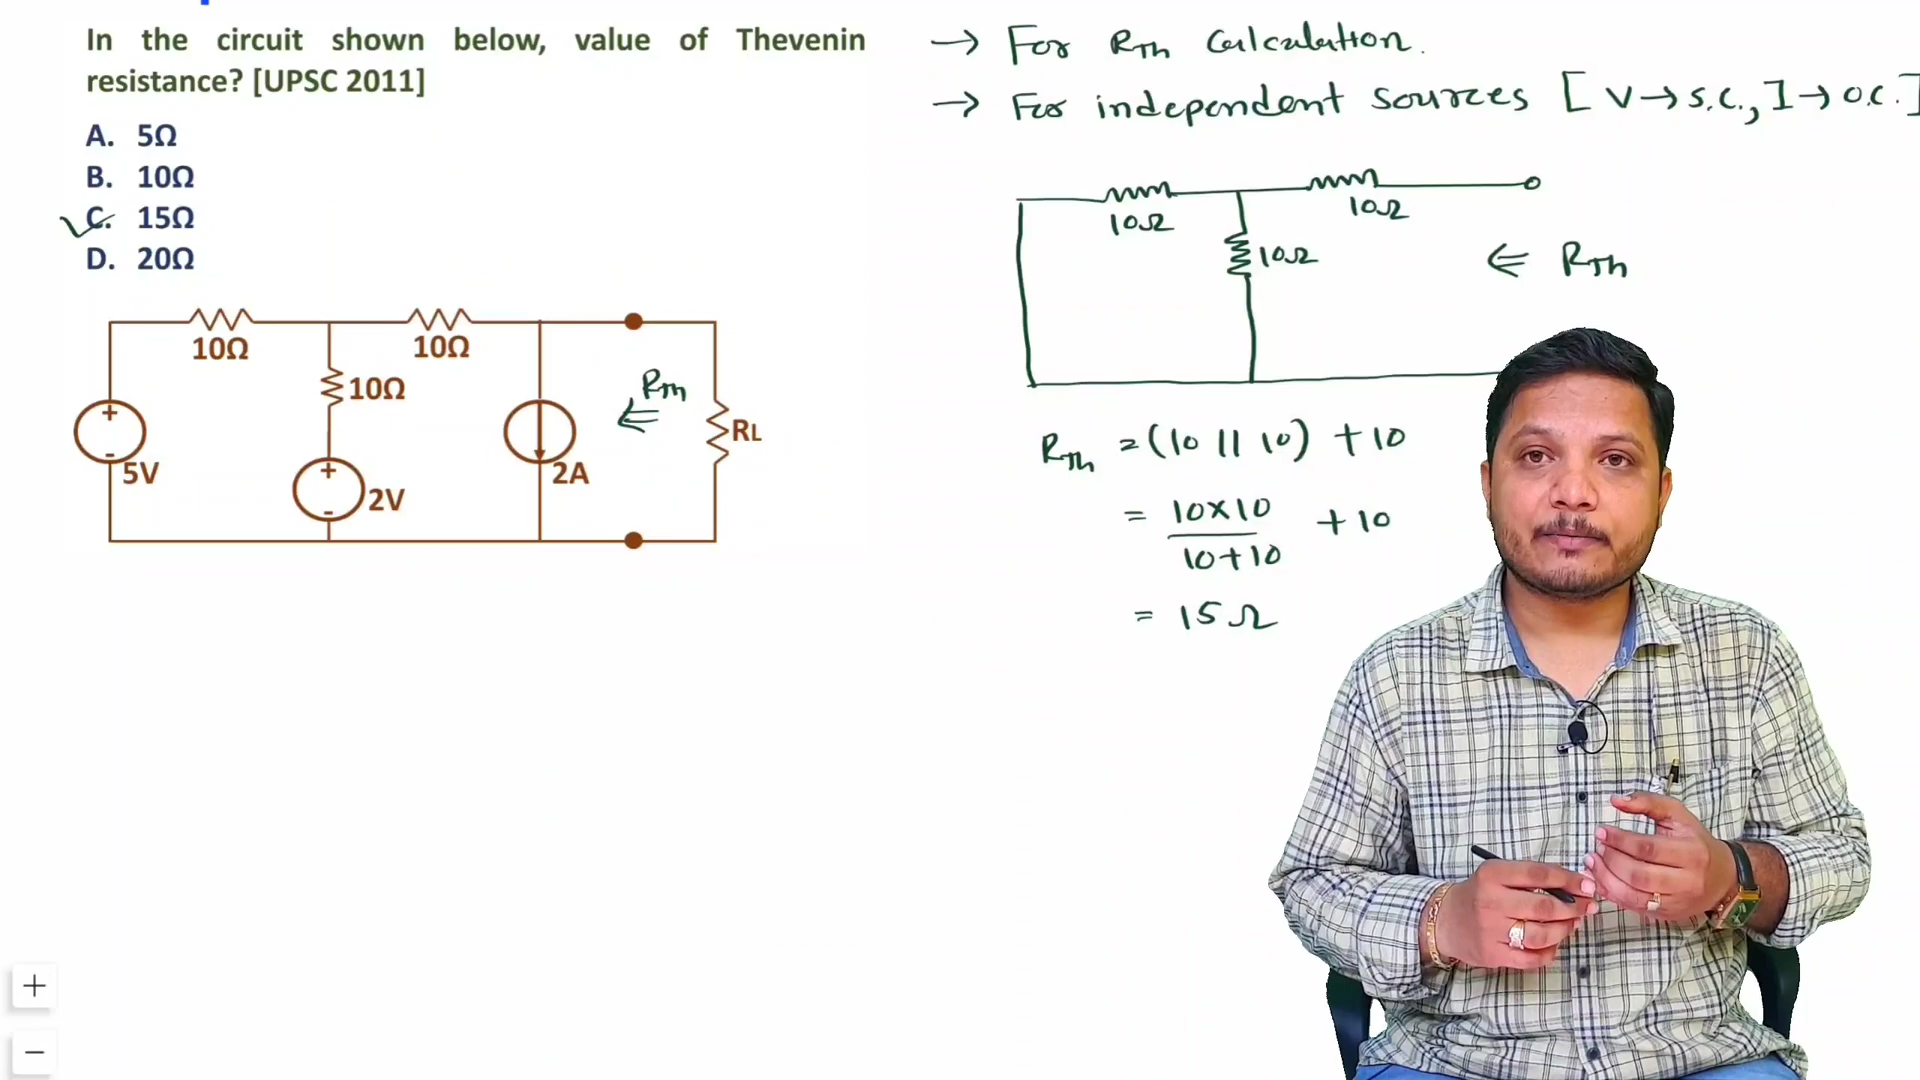 In the circuit shown below, value of Thevenin
resistance? [UPSC 2011]
A. 5Ω
B. 10Ω
C. 15Ω
D. 20Ω
10Ω
10Ω
10Ω
+
-
5V
+
-
2V
2A
RTh
RL
→ For RTh Calculation.
→ For independent sources [V→S.C., I→O.C.]
10Ω
10Ω
10Ω
⇐ RTh
RTh = (10 || 10) + 10
= 10×10 / 10+10 + 10
= 15Ω
+
−